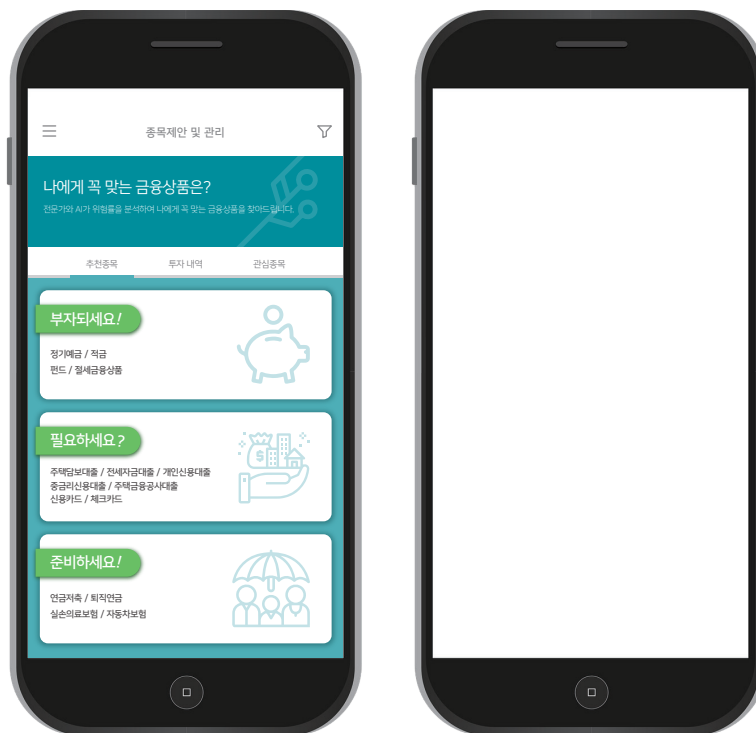 종목제안 및 관리
나에게 꼭 맞는 금융상품은?
전문가와 AI가 위험률을 분석하여 나에게 꼭 맞는 금융상품을 찾아드립니다.
추천종목 투자 내역 관심종목
부자되세요!
정기예금 / 적금
펀드 / 절세금융상품
필요하세요?
주택담보대출 / 전세자금대출 / 개인신용대출
중금리신용대출 / 주택금융공사대출
신용카드 / 체크카드
준비하세요!
연금저축 / 퇴직연금
실손의료보험 / 자동차보험